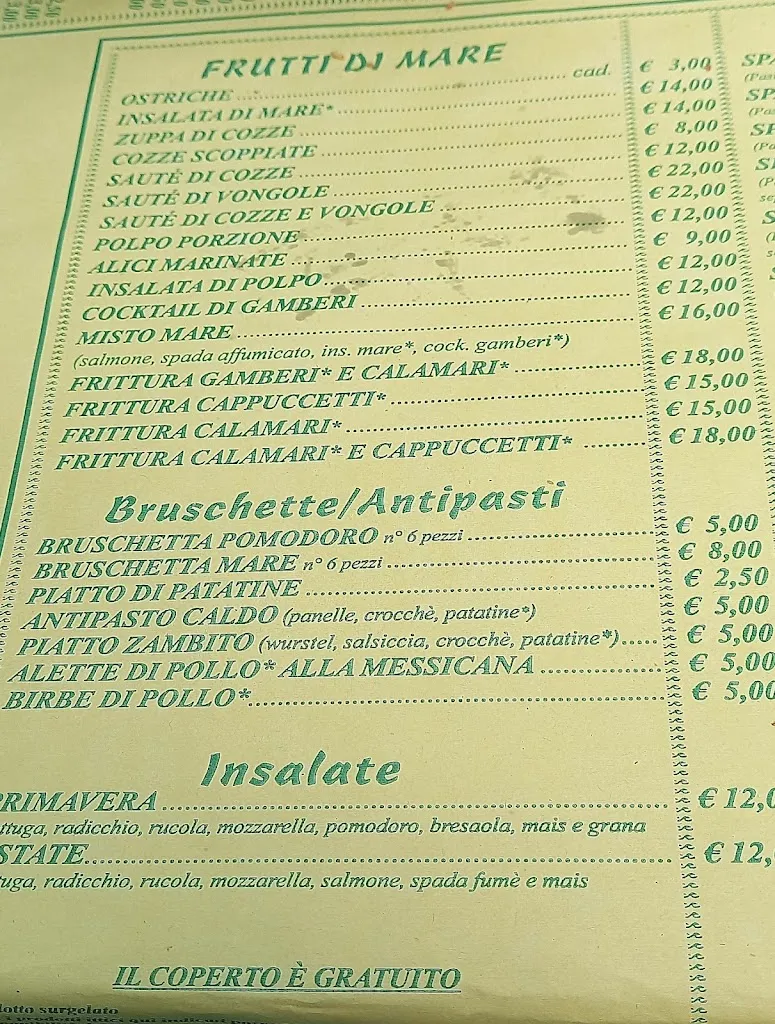 FRUTTI DI MARE
OSTRICHE cad. € 3,00
INSALATA DI MARE* € 14,00
ZUPPA DI COZZE € 14,00
COZZE SCOPPIATE € 8,00
SAUTÉ DI COZZE € 12,00
SAUTÉ DI VONGOLE € 22,00
SAUTÉ DI COZZE E VONGOLE € 22,00
POLPO PORZIONE € 12,00
ALICI MARINATE € 9,00
INSALATA DI POLPO € 12,00
COCKTAIL DI GAMBERI € 12,00
MISTO MARE € 16,00
(salmone, spada affumicato, ins. mare*, cock. gamberi*)
FRITTURA GAMBERI* E CALAMARI* € 18,00
FRITTURA CAPPUCCETTI* € 15,00
FRITTURA CALAMARI* € 15,00
FRITTURA CALAMARI* E CAPPUCCETTI* € 18,00
Bruschette/Antipasti
BRUSCHETTA POMODORO n° 6 pezzi € 5,00
BRUSCHETTA MARE n° 6 pezzi € 8,00
PIATTO DI PATATINE € 2,50
ANTIPASTO CALDO (panelle, crocchè, patatine*) € 5,00
PIATTO ZAMBITO (wurstel, salsiccia, crocchè, patatine*) € 5,00
ALETTE DI POLLO* ALLA MESSICANA € 5,00
BIRBE DI POLLO* € 5,00
Insalate
RIMAVERA € 12,0
ttuga, radicchio, rucola, mozzarella, pomodoro, bresaola, mais e grana
STATE € 12,
tuga, radicchio, rucola, mozzarella, salmone, spada fumè e mais
IL COPERTO È GRATUITO
lotto surgelato